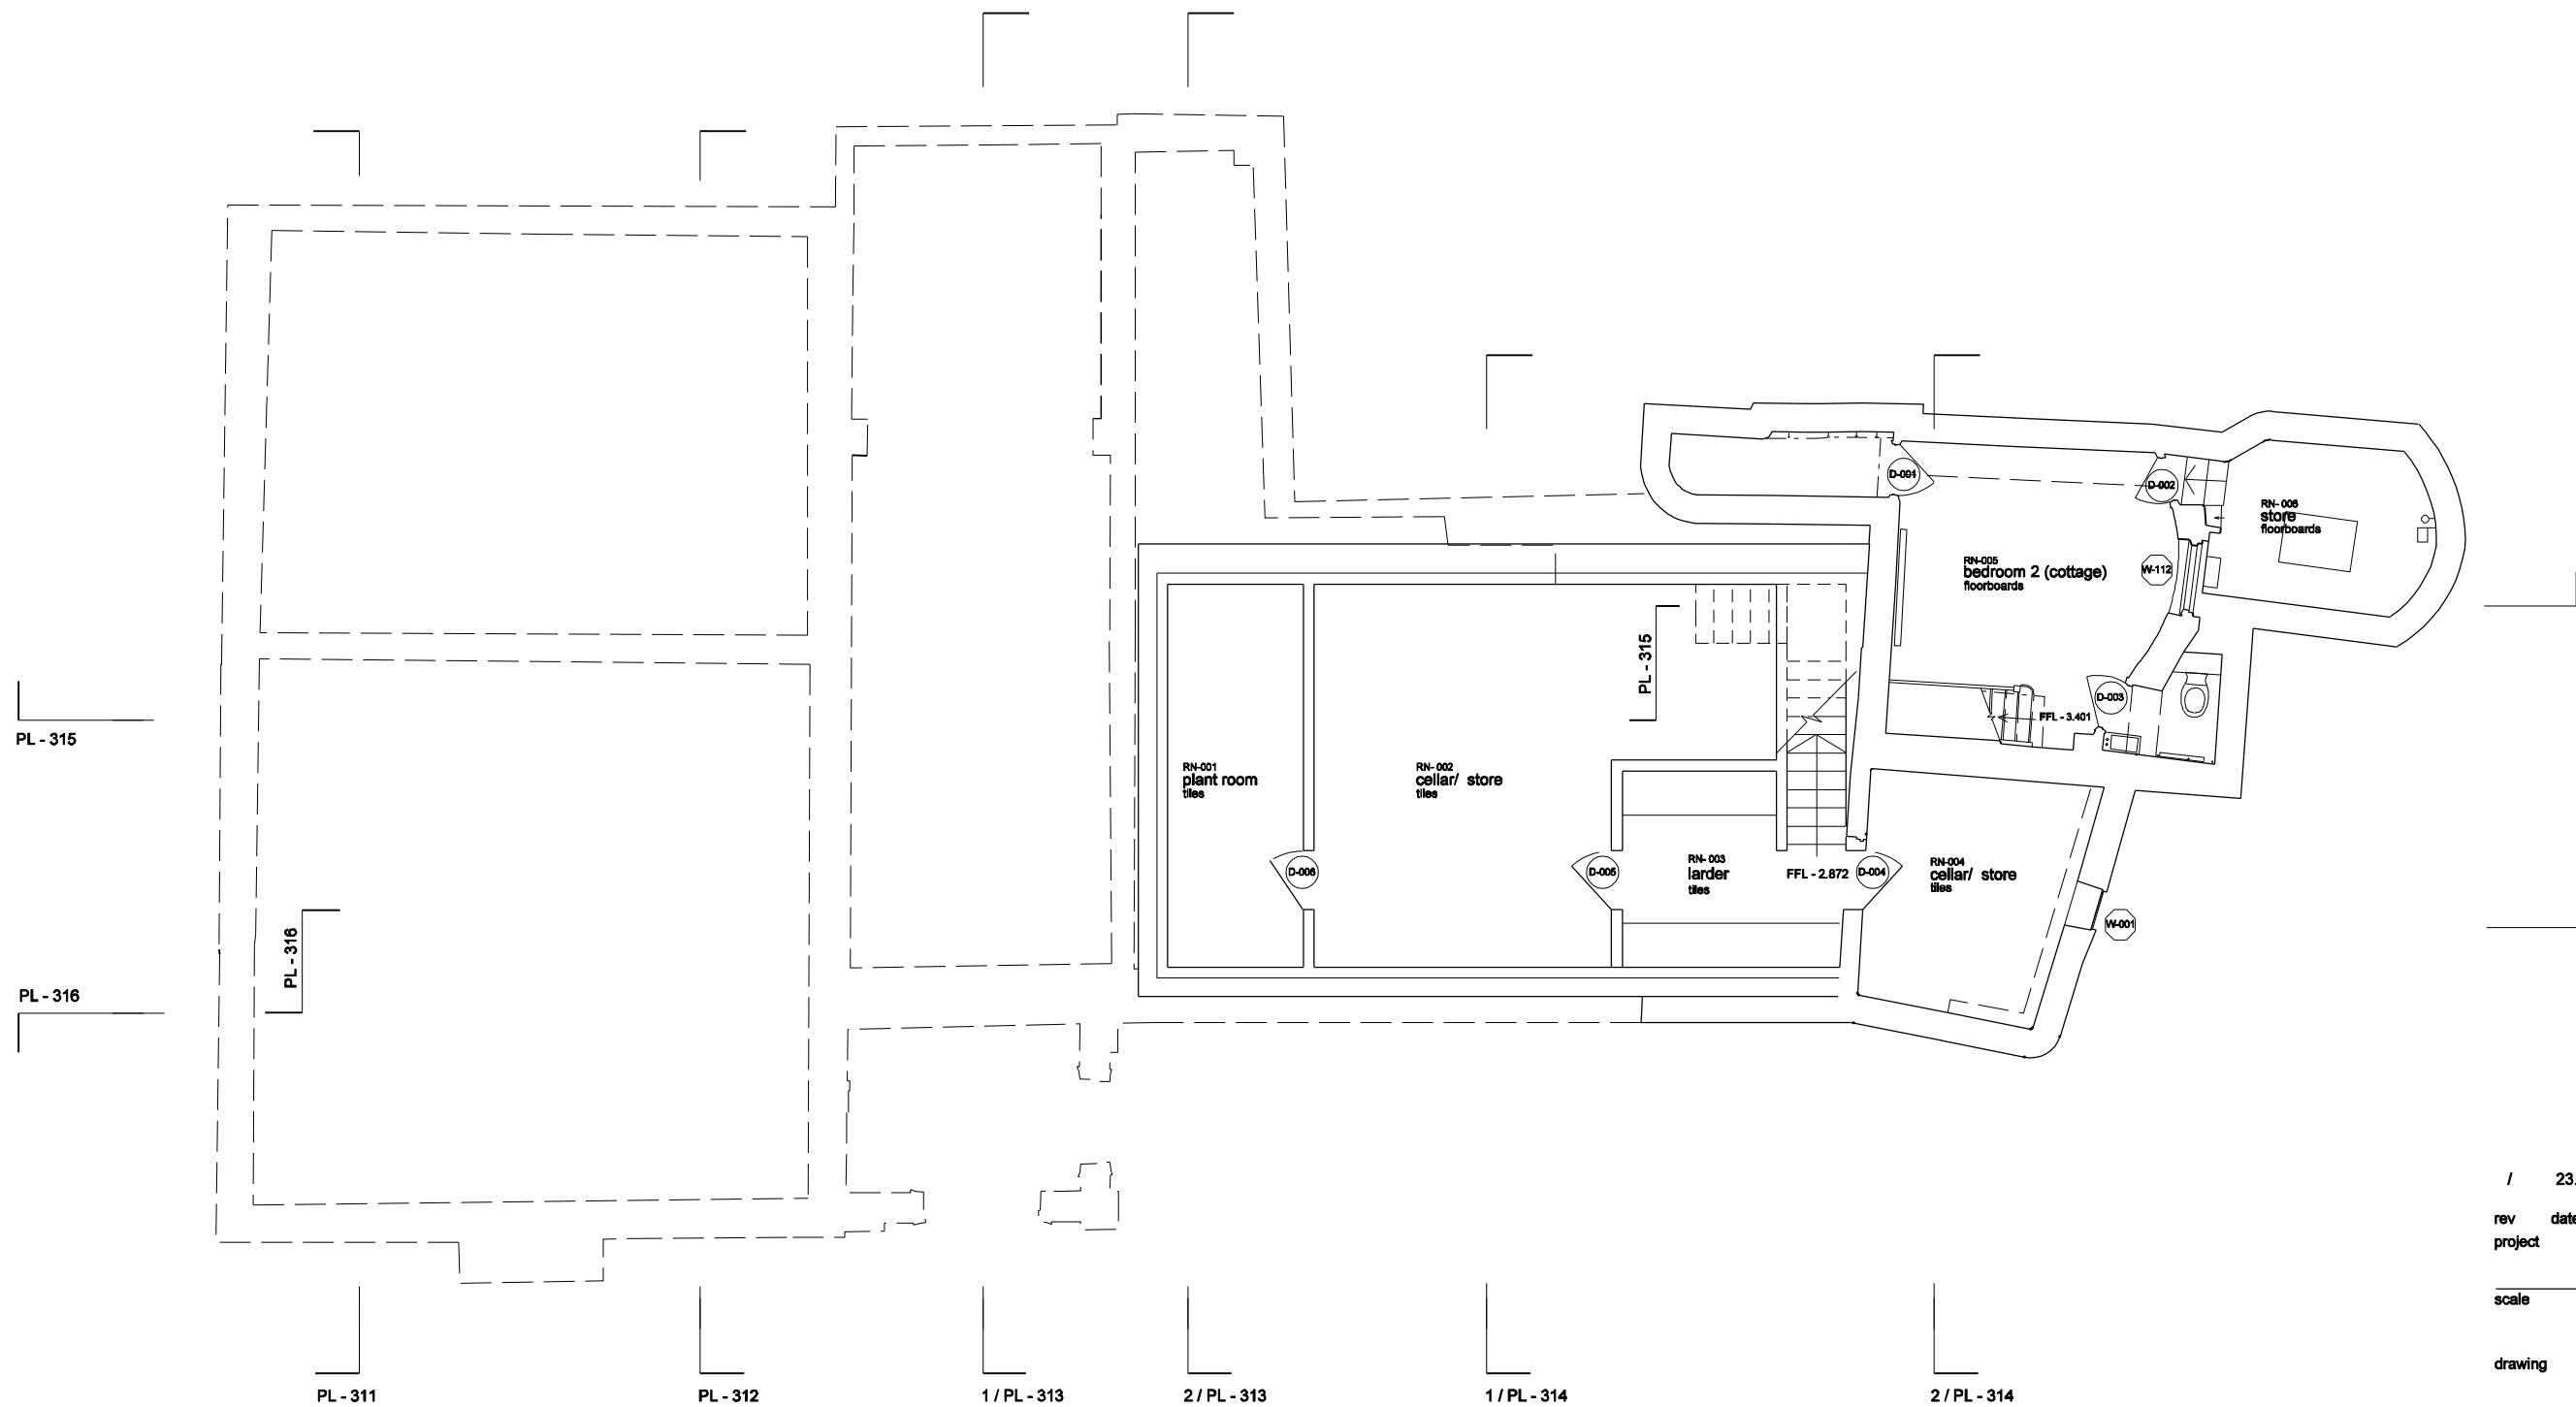 D-001
D-002
RN- 006
store
floorboards
RN-005
bedroom 2 (cottage)
floorboards
W-112
PL - 315
D-003
FFL - 3.401
PL - 315
RN-001
plant room
tiles
RN- 002
cellar/ store
tiles
RN- 003
larder
tiles
D-006
D-005
FFL - 2.872
D-004
RN-004
cellar/ store
tiles
W-001
PL - 316
PL - 316
/ 23.
rev date
project
scale
drawing
PL - 311
PL - 312
1 / PL - 313
2 / PL - 313
1 / PL - 314
2 / PL - 314